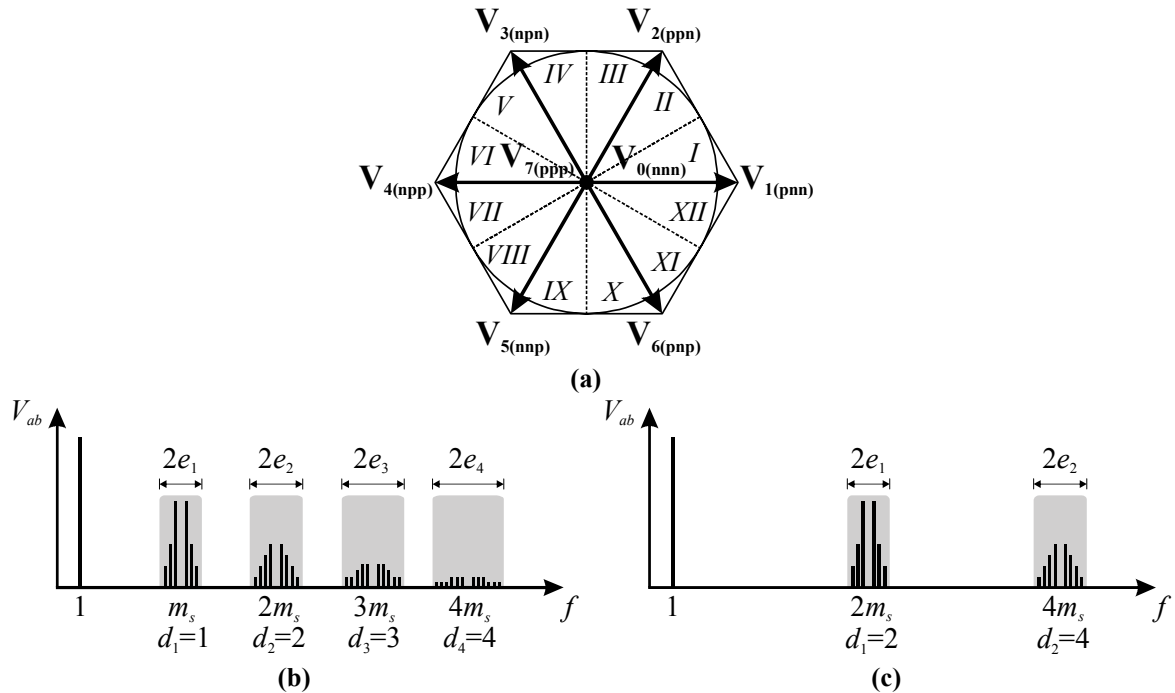 V3(npn) V2(ppn)
IV III
V II
VI V7(ppp) V0(nnn) I
V4(npp) V1(pnn)
VII XII
VIII XI
IX X
V5(nnp) V6(pnp)
(a)
Vab
2e1 2e2 2e3 2e4
1 ms 2ms 3ms 4ms f
d1=1 d2=2 d3=3 d4=4
(b)
Vab
2e1 2e2
1 2ms 4ms f
d1=2 d2=4
(c)